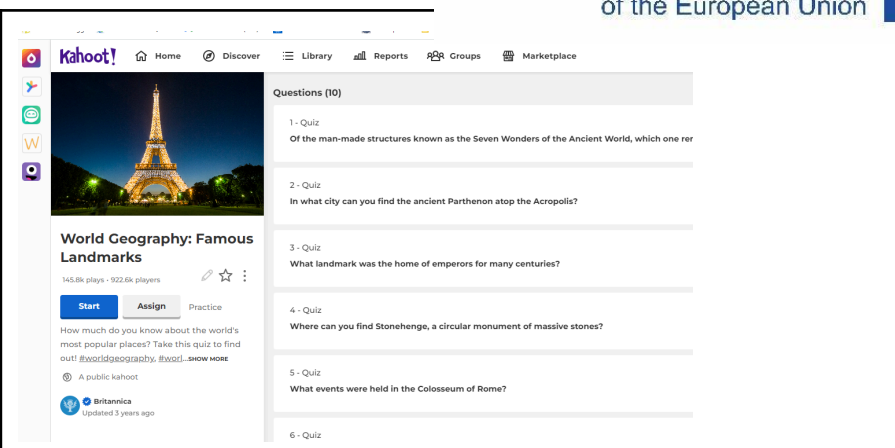 of the European Union
Kahoot!
Home
Discover
Library
Reports
Groups
Marketplace
World Geography: Famous
Landmarks
145.8k plays • 922.6k players
Start
Assign
Practice
How much do you know about the world's
most popular places? Take this quiz to find
out! #worldgeography, #worl...SHOW MORE
A public kahoot
Britannica
Updated 3 years ago
Questions (10)
1 - Quiz
Of the man-made structures known as the Seven Wonders of the Ancient World, which one
2 - Quiz
In what city can you find the ancient Parthenon atop the Acropolis?
3 - Quiz
What landmark was the home of emperors for many centuries?
4 - Quiz
Where can you find Stonehenge, a circular monument of massive stones?
5 - Quiz
What events were held in the Colosseum of Rome?
6 - Quiz